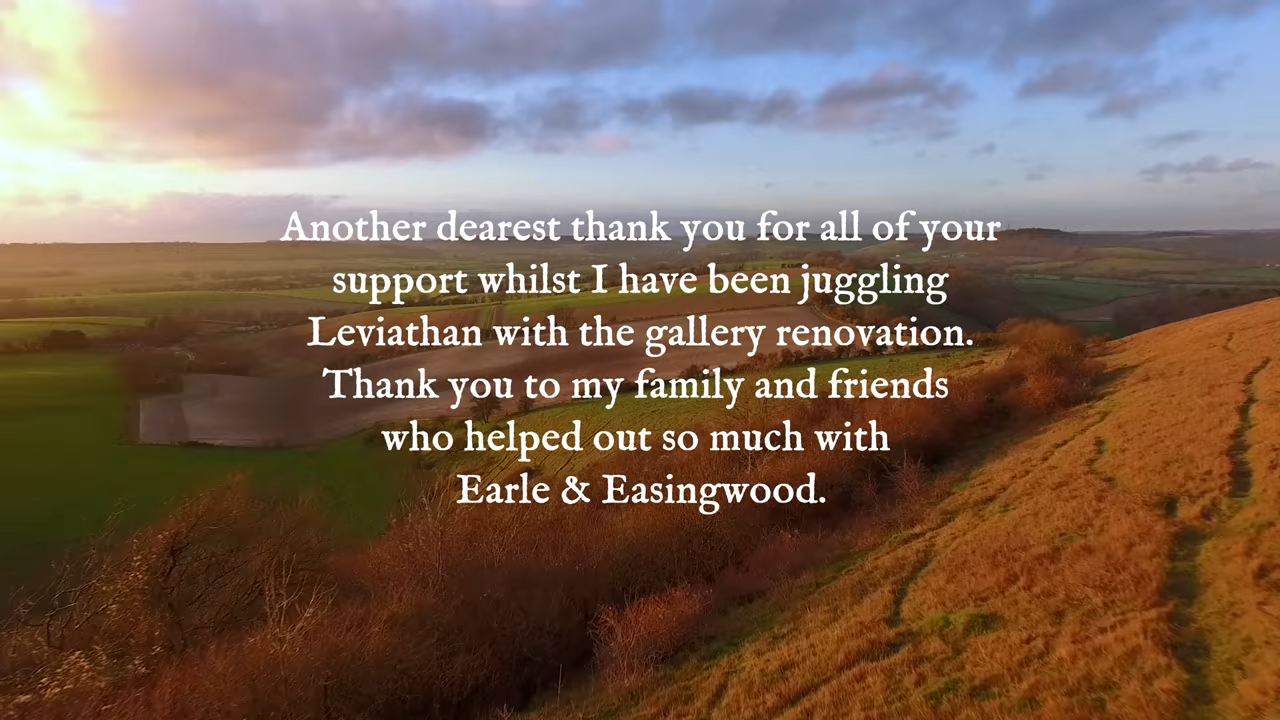 Another dearest thank you for all of your
support whilst I have been juggling
Leviathan with the gallery renovation.
Thank you to my family and friends
who helped out so much with
Earle & Easingwood.